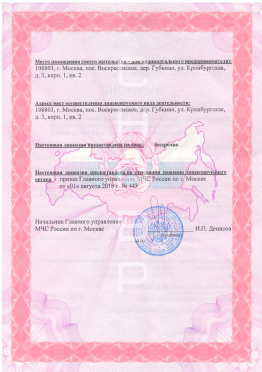 Место нахождения (место жительства – для индивидуального предпринимателя):
108803, г. Москва, пос. Воскресенское, дер. Губкино, ул. Кронбургская,
д. 3, корп. 1, кв. 2
Адреса мест осуществления лицензируемого вида деятельности:
108803, г. Москва, пос. Воскресенское, дер. Губкино, ул. Кронбургская,
д. 3, корп. 1, кв. 2
Настоящая лицензия предоставлена на срок: бессрочно
Настоящая лицензия предоставлена на основании решения лицензирующего
органа – приказ Главного управления МЧС России по г. Москве
от «01» августа 2018 г. № 443
Начальник Главного управления
МЧС России по г. Москве
И.П. Денисов